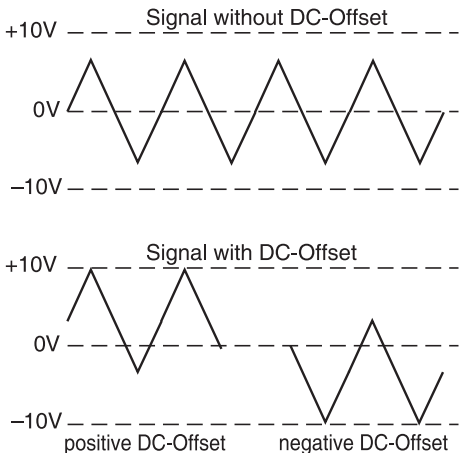 Signal without DC-Offset
+10V
0V
–10V
Signal with DC-Offset
+10V
0V
–10V
positive DC-Offset negative DC-Offset